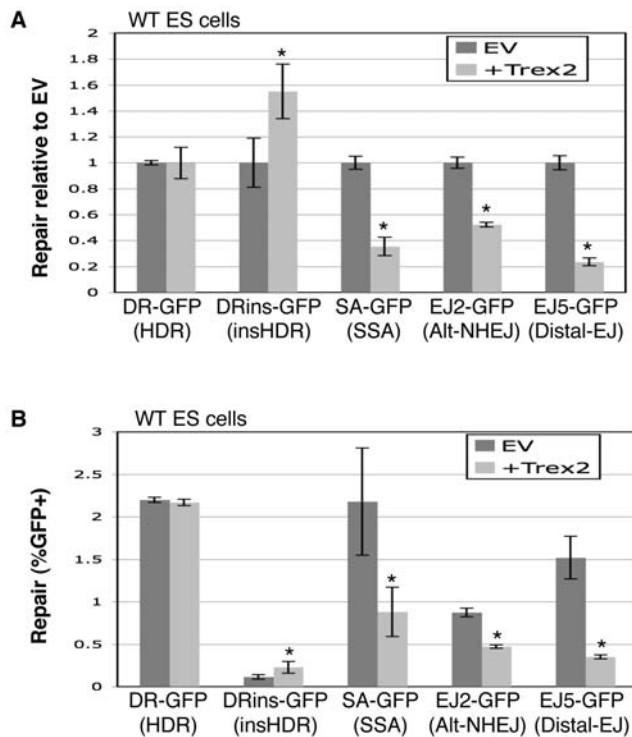 A
WT ES cells
EV
+Trex2
Repair relative to EV
2
1.8
1.6
1.4
1.2
1
0.8
0.6
0.4
0.2
0
*
*
*
*
DR-GFP DRins-GFP SA-GFP EJ2-GFP EJ5-GFP
(HDR) (insHDR) (SSA) (Alt-NHEJ) (Distal-EJ)
B
WT ES cells
EV
+Trex2
Repair (%GFP+)
3
2.5
2
1.5
1
0.5
0
*
*
*
*
DR-GFP DRins-GFP SA-GFP EJ2-GFP EJ5-GFP
(HDR) (insHDR) (SSA) (Alt-NHEJ) (Distal-EJ)